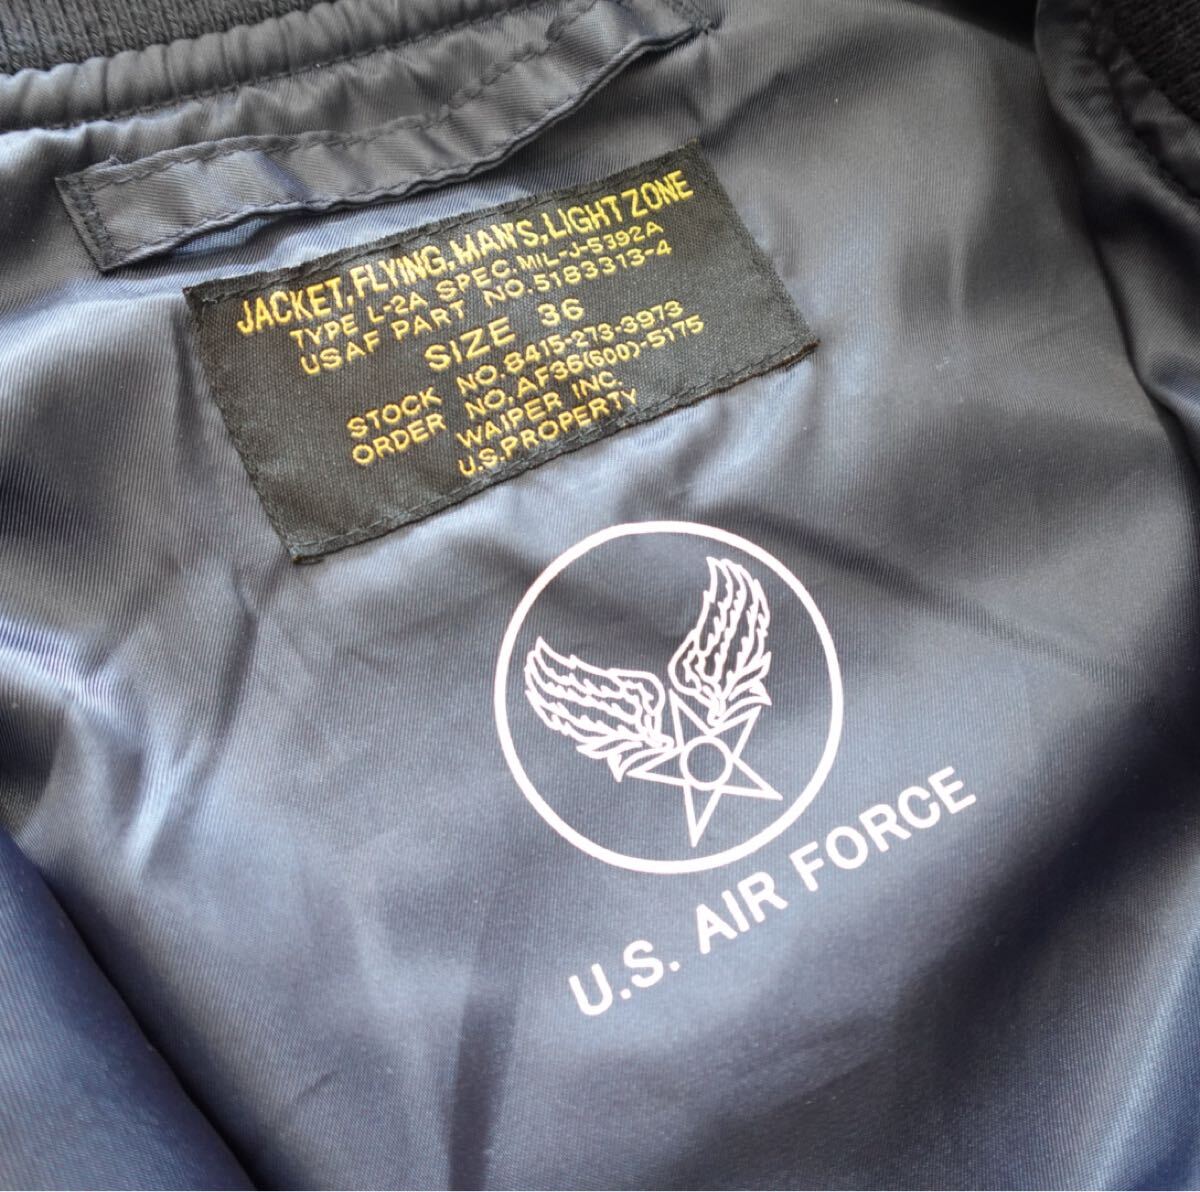 JACKET, FLYING, MAN'S, LIGHT ZONE
TYPE L-2A SPEC. MIL-J-5392A
USAF PART NO. 5183313-4
SIZE 36
STOCK NO. 8415-273-3973
ORDER NO. AF36(600)-5175
WAIPER INC.
U.S. PROPERTY
U.S. AIR FORCE